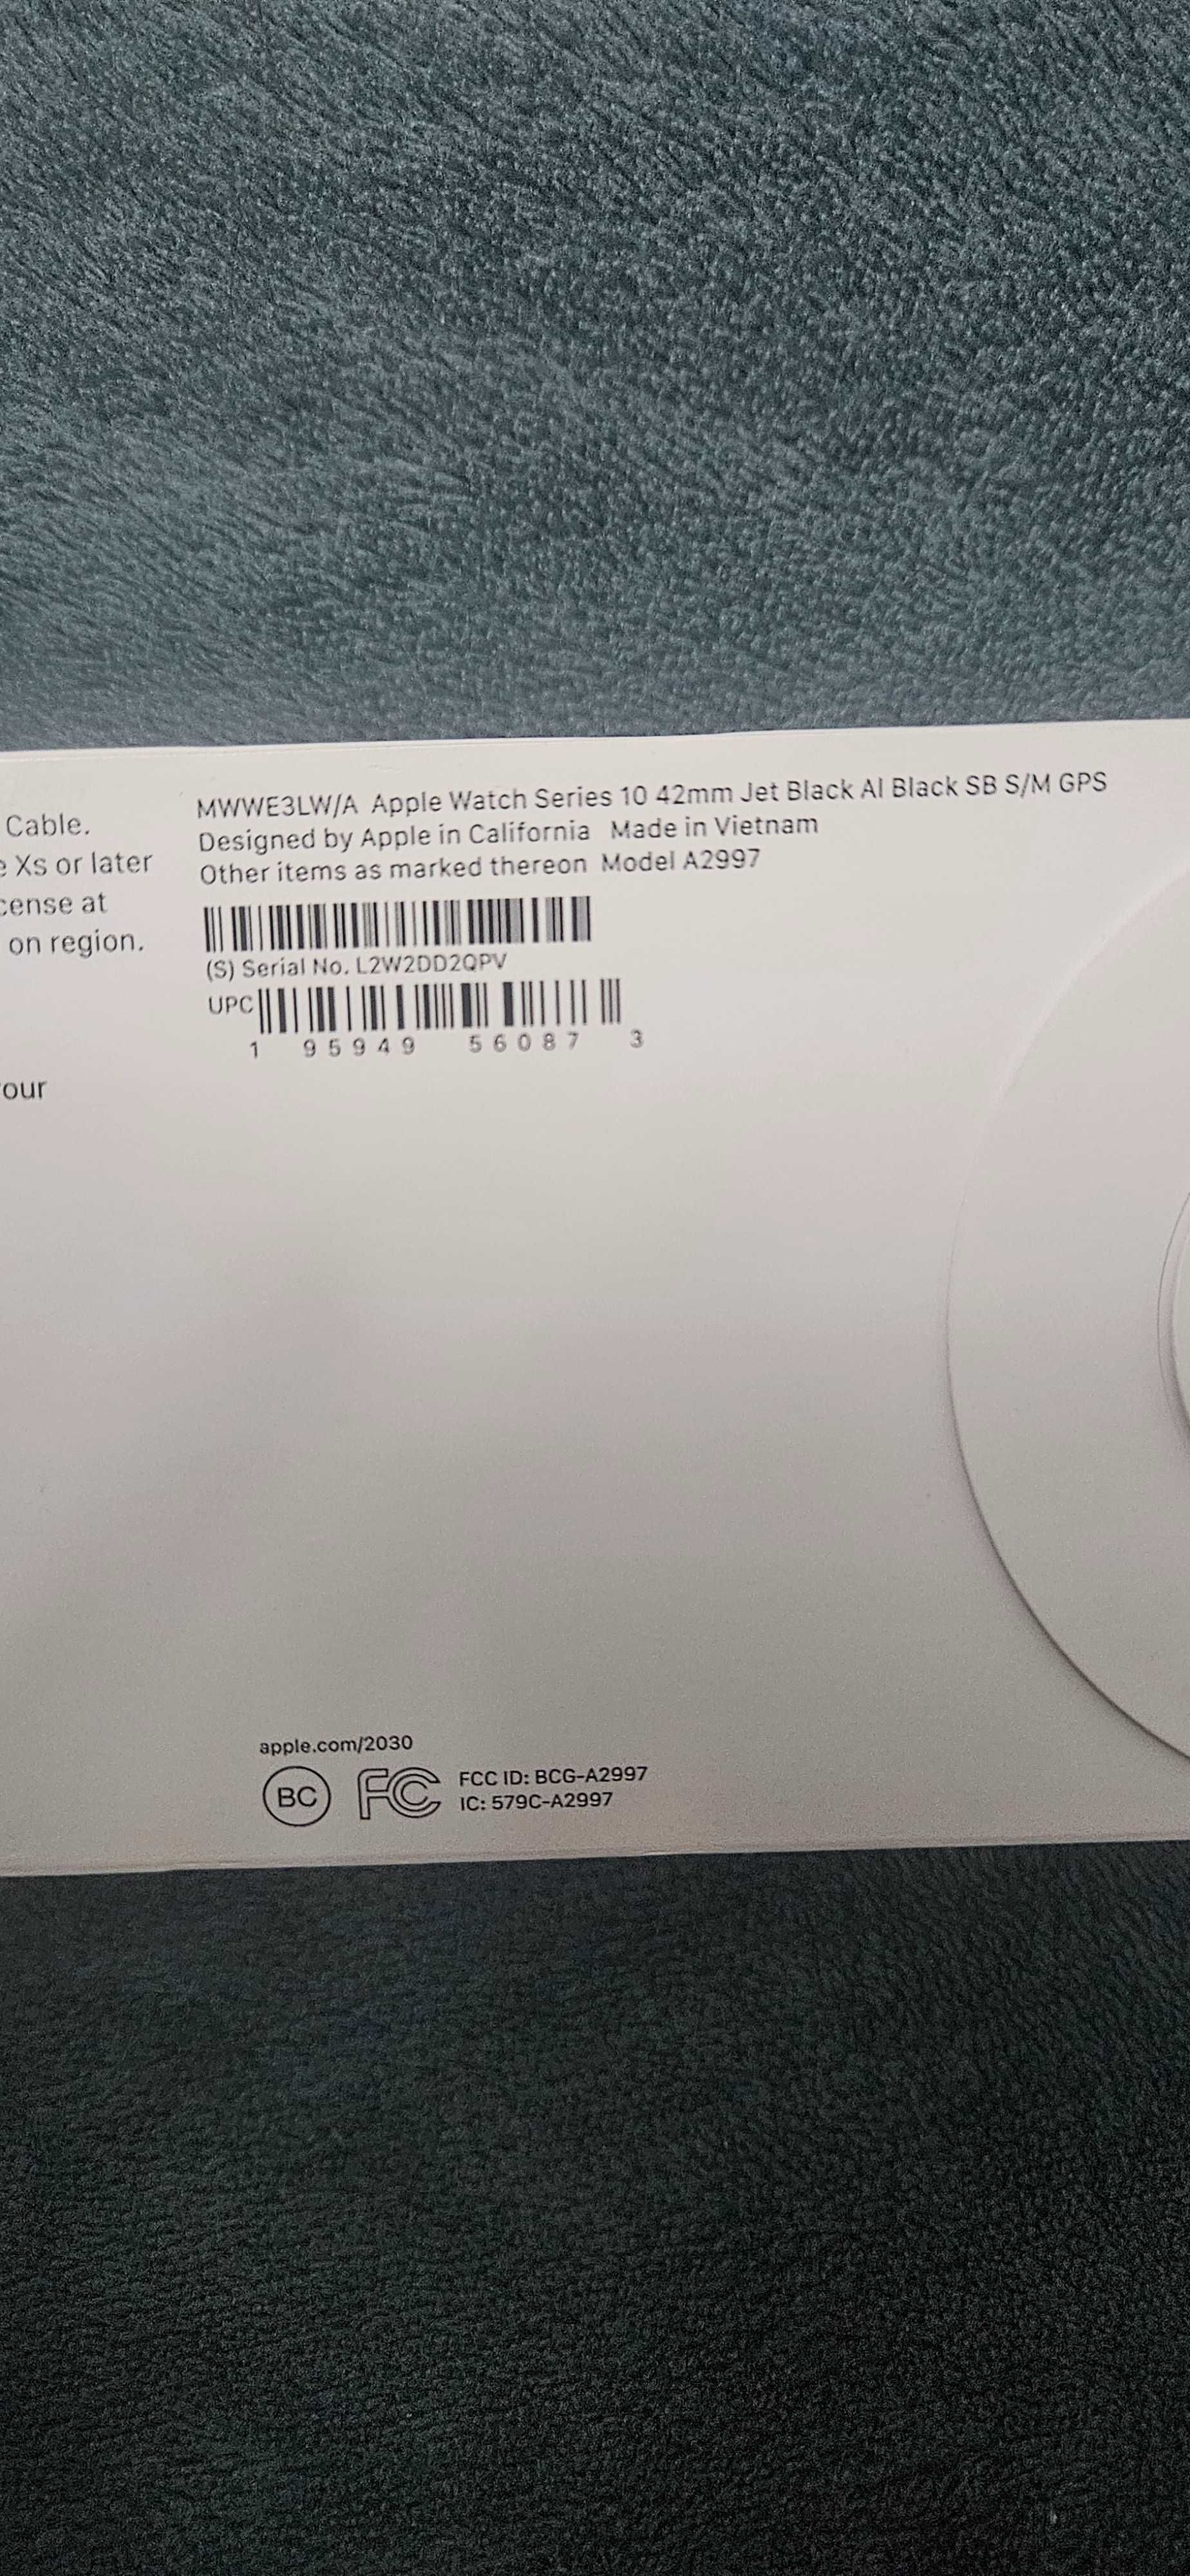 Cable.
e Xs or later
cense at
on region.
our
MWWE3LW/A Apple Watch Series 10 42mm Jet Black Al Black SB S/M GPS
Designed by Apple in California Made in Vietnam
Other items as marked thereon Model A2997
(S) Serial No. L2W2DD2QPV
UPC
1 95949 56087 3
apple.com/2030
BC FC FCC ID: BCG-A2997
IC: 579C-A2997